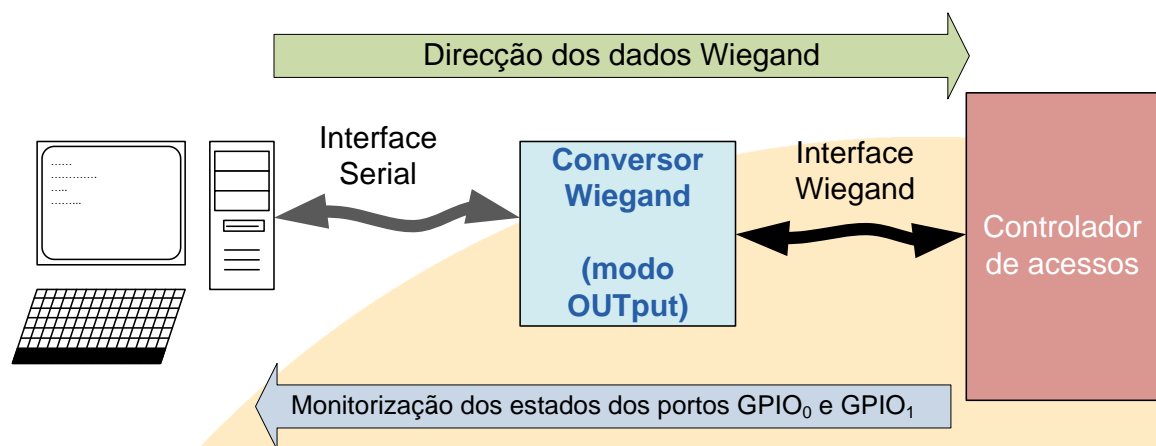 Direcção dos dados Wiegand
Interface
Serial
Conversor
Wiegand
(modo
OUTput)
Interface
Wiegand
Controlador
de acessos
Monitorização dos estados dos portos GPIO₀ e GPIO₁